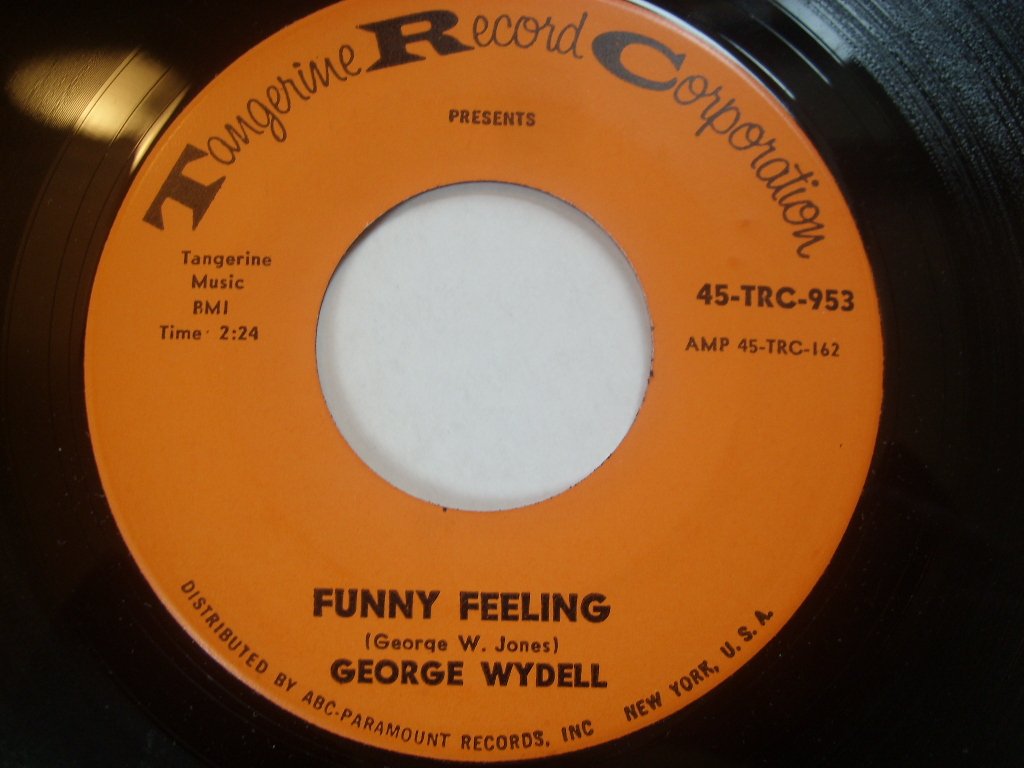 Tangerine Record Corporation
PRESENTS
Tangerine
Music
BMI
Time: 2:24
45-TRC-953
AMP 45-TRC-162
FUNNY FEELING
(George W. Jones)
GEORGE WYDELL
DISTRIBUTED BY ABC-PARAMOUNT RECORDS, INC NEW YORK, U. S. A.